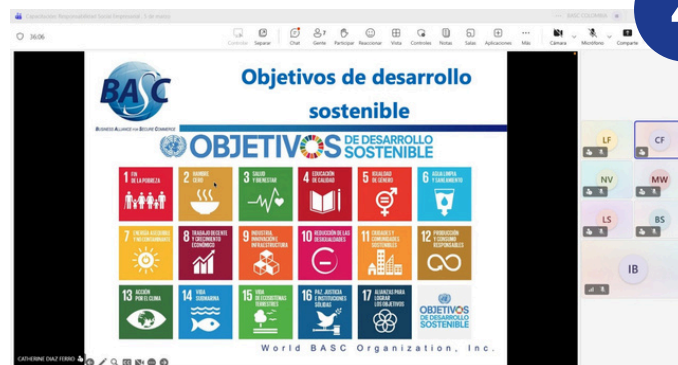 Capacitacion Responsabilidad Social Empresarial, 5 de marzo
BASC COLOMBIA
36:06
Controlar Separar Chat Gente Participar Reaccionar Vista Controles Notas Salas Aplicaciones Más Cámara Micrófono Compartir
BASC
BUSINESS ALLIANCE FOR SECURE COMMERCE
Objetivos de desarrollo
sostenible
OBJETIVOS DE DESARROLLO
SOSTENIBLE
1 FIN
DE LA POBREZA
2 HAMBRE
CERO
3 SALUD
Y BIENESTAR
4 EDUCACIÓN
DE CALIDAD
5 IGUALDAD
DE GÉNERO
6 AGUA LIMPIA
Y SANEAMIENTO
7 ENERGÍA ASEQUIBLE
Y NO CONTAMINANTE
8 TRABAJO DECENTE
Y CRECIMIENTO
ECONÓMICO
9 INDUSTRIA,
INNOVACIÓN E
INFRAESTRUCTURA
10 REDUCCIÓN DE LAS
DESIGUALDADES
11 CIUDADES Y
COMUNIDADES
SOSTENIBLES
12 PRODUCCIÓN
Y CONSUMO
RESPONSABLES
13 ACCIÓN
POR EL CLIMA
14 VIDA
SUBMARINA
15 VIDA
DE ECOSISTEMAS
TERRESTRES
16 PAZ, JUSTICIA
E INSTITUCIONES
SÓLIDAS
17 ALIANZAS PARA
LOGRAR
LOS OBJETIVOS
OBJETIVOS
DE DESARROLLO
SOSTENIBLE
World BASC Organization, Inc.
CATHERINE DIAZ FERRO
LF
CF
NV
MW
LS
BS
IB